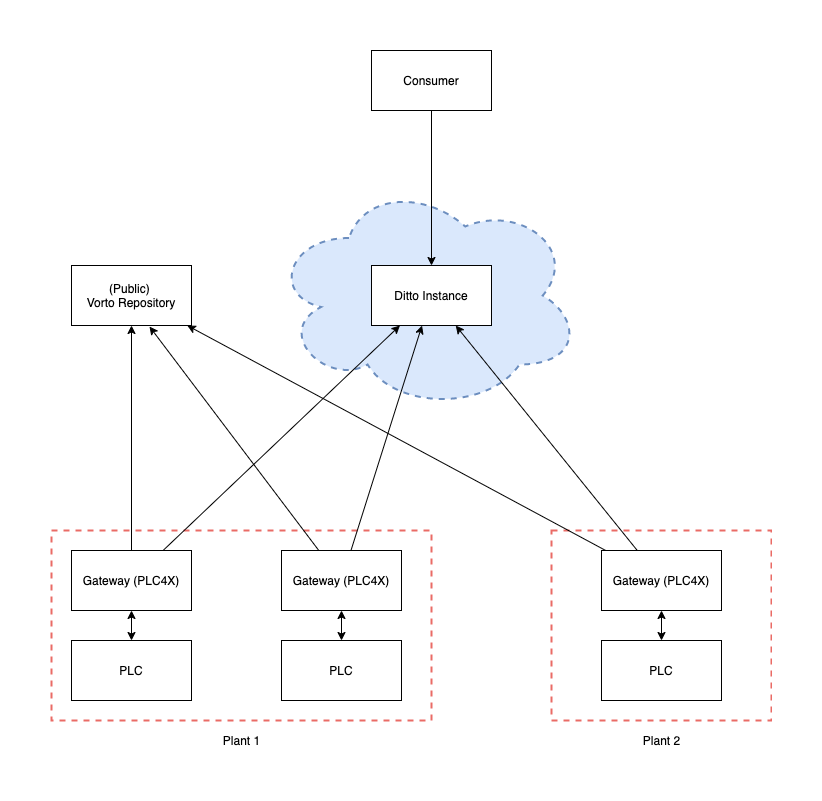 Consumer
(Public)
Vorto Repository
Ditto Instance
Gateway (PLC4X)
Gateway (PLC4X)
Gateway (PLC4X)
PLC
PLC
PLC
Plant 1
Plant 2